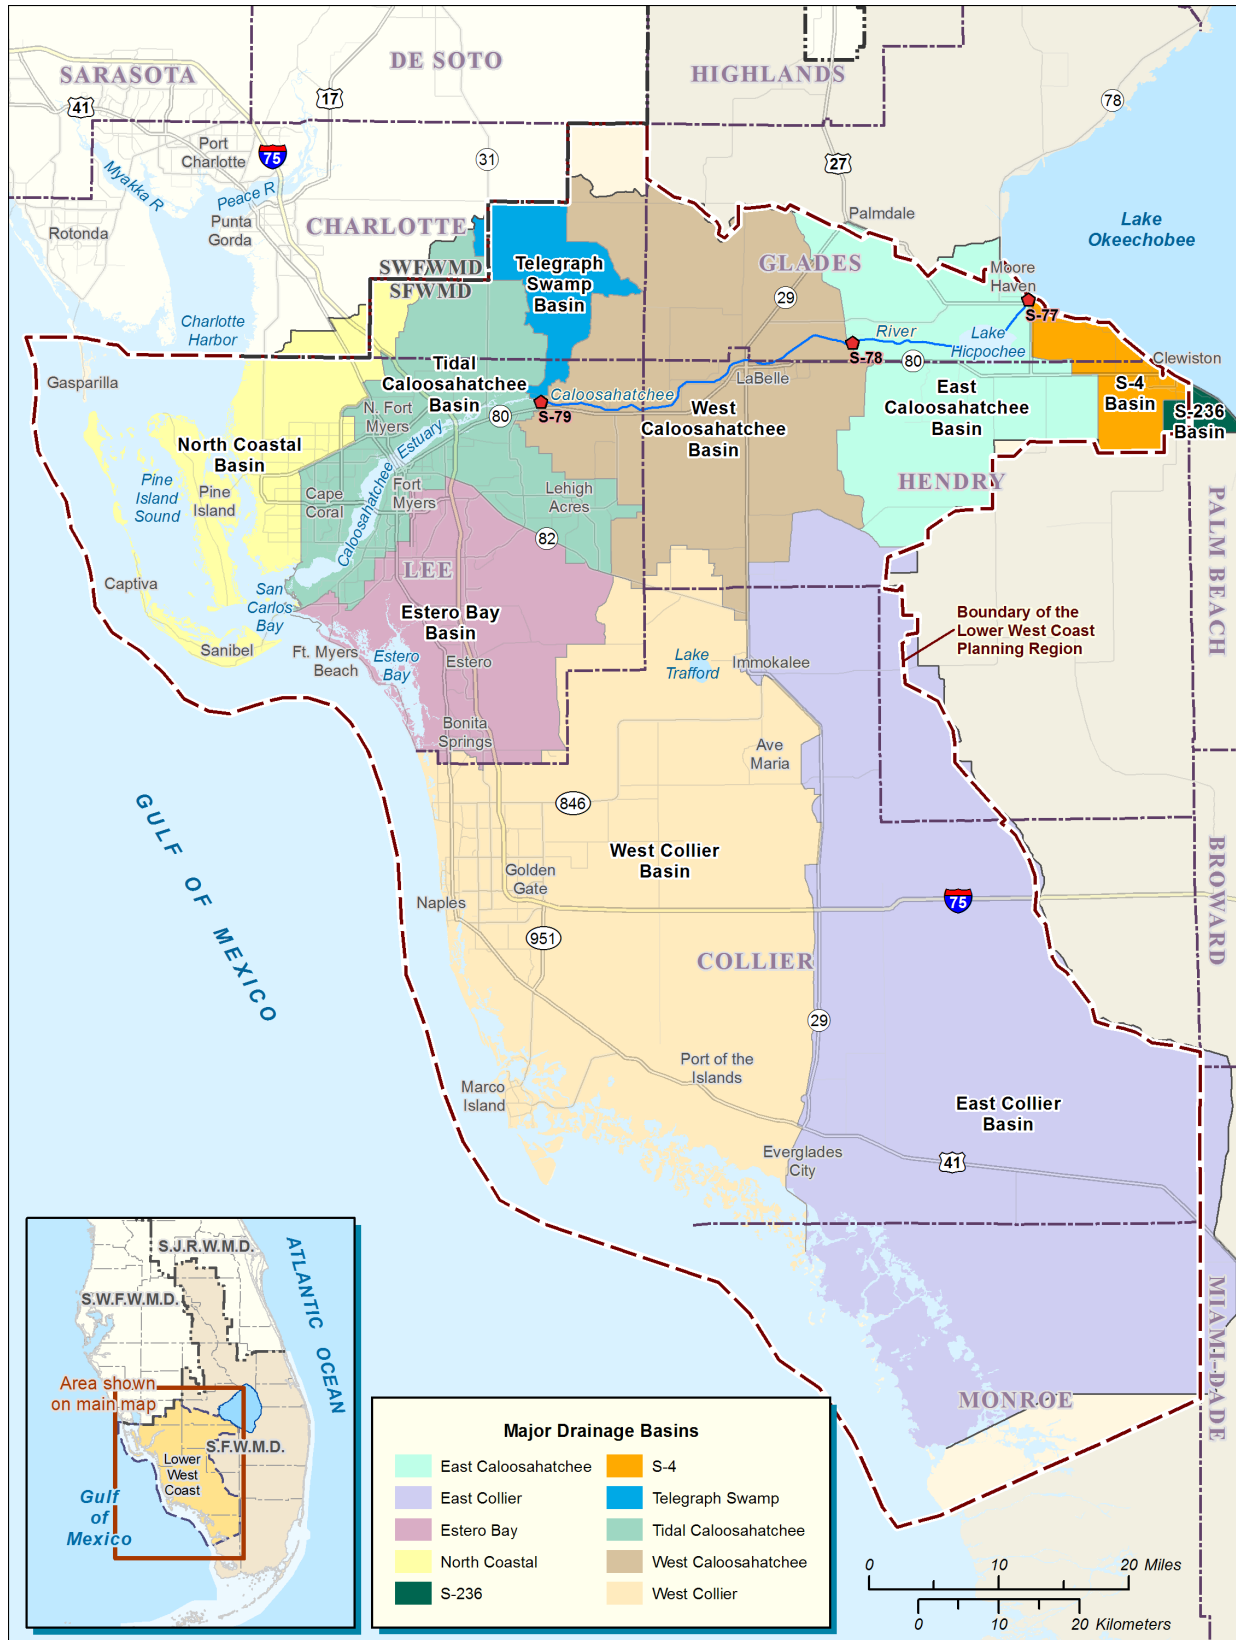 SARASOTA
DE SOTO
HIGHLANDS
41
17
78
Port
Charlotte
75
31
27
Myakka R
Peace R
Punta
Gorda
Rotonda
CHARLOTTE
Palmdale
Lake
Okeechobee
SWFWMD
SFWMD
Telegraph
Swamp
Basin
GLADES
Moore
Haven
29
S-77
Charlotte
Harbor
River
Lake
Hicpochee
S-78
80
Clewiston
Gasparilla
Tidal
Caloosahatchee
Basin
LaBelle
Caloosahatchee
S-4
Basin
East
Caloosahatchee
Basin
N. Fort
Myers
80
S-79
West
Caloosahatchee
Basin
S-236
Basin
North Coastal
Basin
Estuary
Caloosahatchee
HENDRY
Pine
Island
Sound
Pine
Island
Cape
Coral
Fort
Myers
Lehigh
Acres
82
PALM BEACH
LEE
Captiva
San
Carlos
Bay
Estero Bay
Basin
Boundary of the
Lower West Coast
Planning Region
Sanibel
Ft. Myers
Beach
Estero
Bay
Estero
Lake
Trafford
Immokalee
Bonita
Springs
Ave
Maria
GULF OF MEXICO
846
West Collier
Basin
BROWARD
Golden
Gate
Naples
75
951
COLLIER
29
Port of the
Islands
Marco
Island
East Collier
Basin
Everglades
City
41
MIAMI-DADE
MONROE
S.J.R.W.M.D.
ATLANTIC OCEAN
S.W.F.W.M.D.
Area shown
on main map
S.F.W.M.D.
Lower
West
Coast
Gulf
of
Mexico
Major Drainage Basins
East Caloosahatchee
East Collier
Estero Bay
North Coastal
S-236
S-4
Telegraph Swamp
Tidal Caloosahatchee
West Caloosahatchee
West Collier
0 10 20 Miles
0 10 20 Kilometers